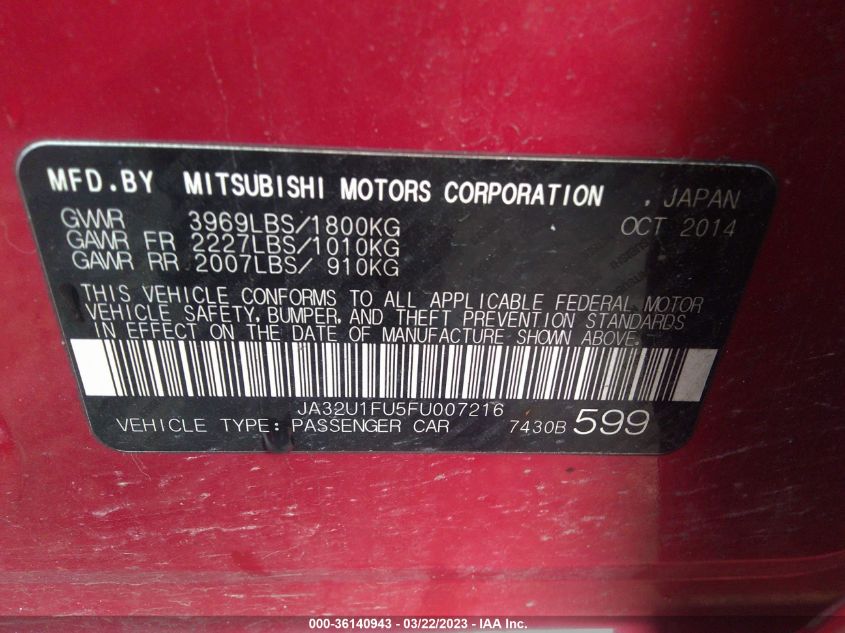 MFD.BY MITSUBISHI MOTORS CORPORATION , JAPAN
GVWR 3969LBS/1800KG OCT 2014
GAWR FR 2227LBS/1010KG
GAWR RR 2007LBS/ 910KG
THIS VEHICLE CONFORMS TO ALL APPLICABLE FEDERAL MOTOR
VEHICLE SAFETY, BUMPER, AND THEFT PREVENTION STANDARDS
IN EFFECT ON THE DATE OF MANUFACTURE SHOWN ABOVE.
JA32U1FU5FU007216
VEHICLE TYPE: PASSENGER CAR 7430B 599
000-36140943 - 03/22/2023 - IAA Inc.